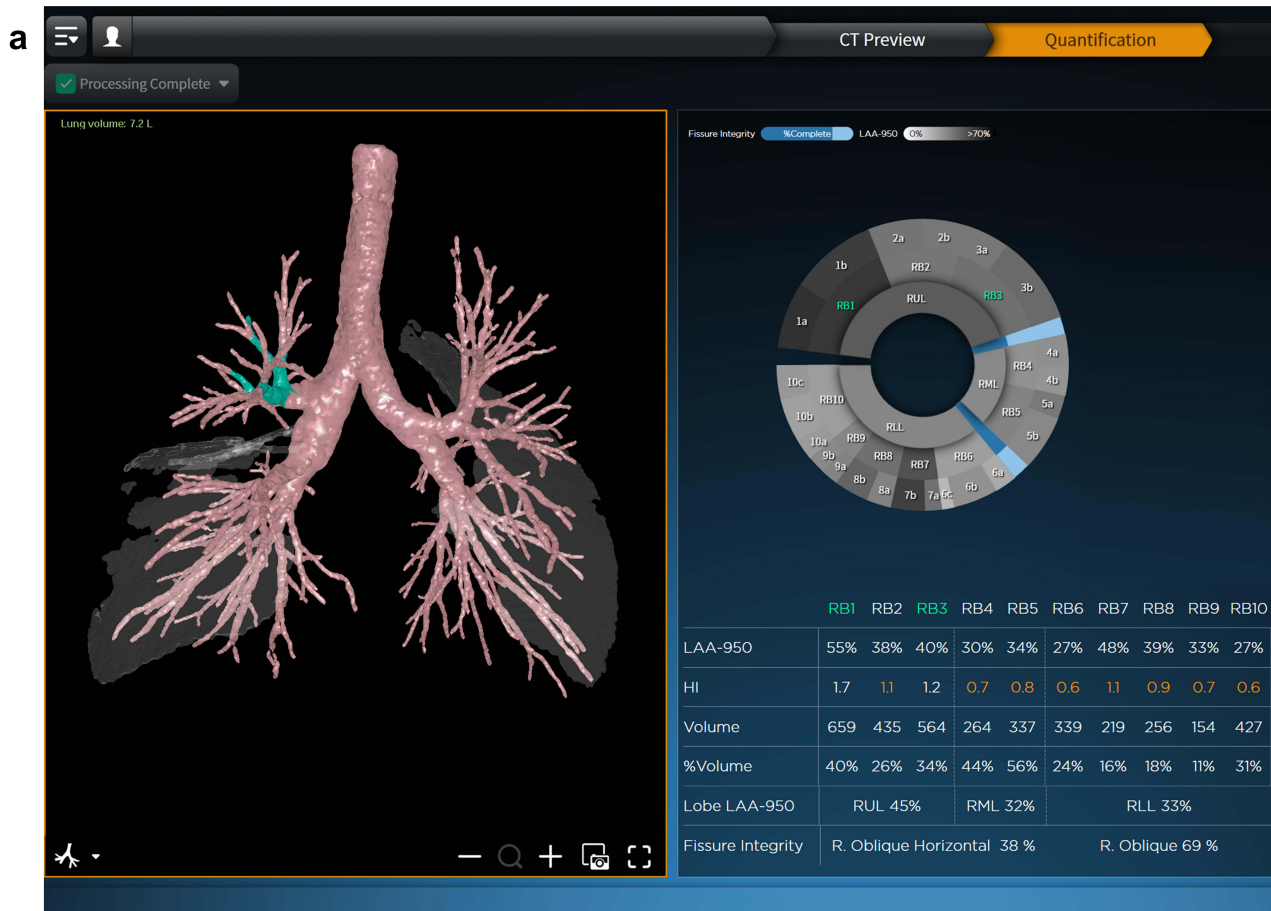 a
CT Preview
Quantification
Processing Complete
Lung volume: 7.2 L
Fissure Integrity %Complete LAA-950 0% >70%
2a 2b
3a
1b RB2
3b
RB1 RUL RB3
1a
4a
RB4
4b
RML
10c
RB10
5a
RB5
10b
RLL
5b
10a RB9
9b RB8 RB7 RB6
9a 6a
8b 6b
8a 7b 7a 6c
RB1 RB2 RB3 RB4 RB5 RB6 RB7 RB8 RB9 RB10
LAA-950 55% 38% 40% 30% 34% 27% 48% 39% 33% 27%
HI 1.7 1.1 1.2 0.7 0.8 0.6 1.1 0.9 0.7 0.6
Volume 659 435 564 264 337 339 219 256 154 427
%Volume 40% 26% 34% 44% 56% 24% 16% 18% 11% 31%
Lobe LAA-950 RUL 45% RML 32% RLL 33%
Fissure Integrity R. Oblique Horizontal 38 % R. Oblique 69 %